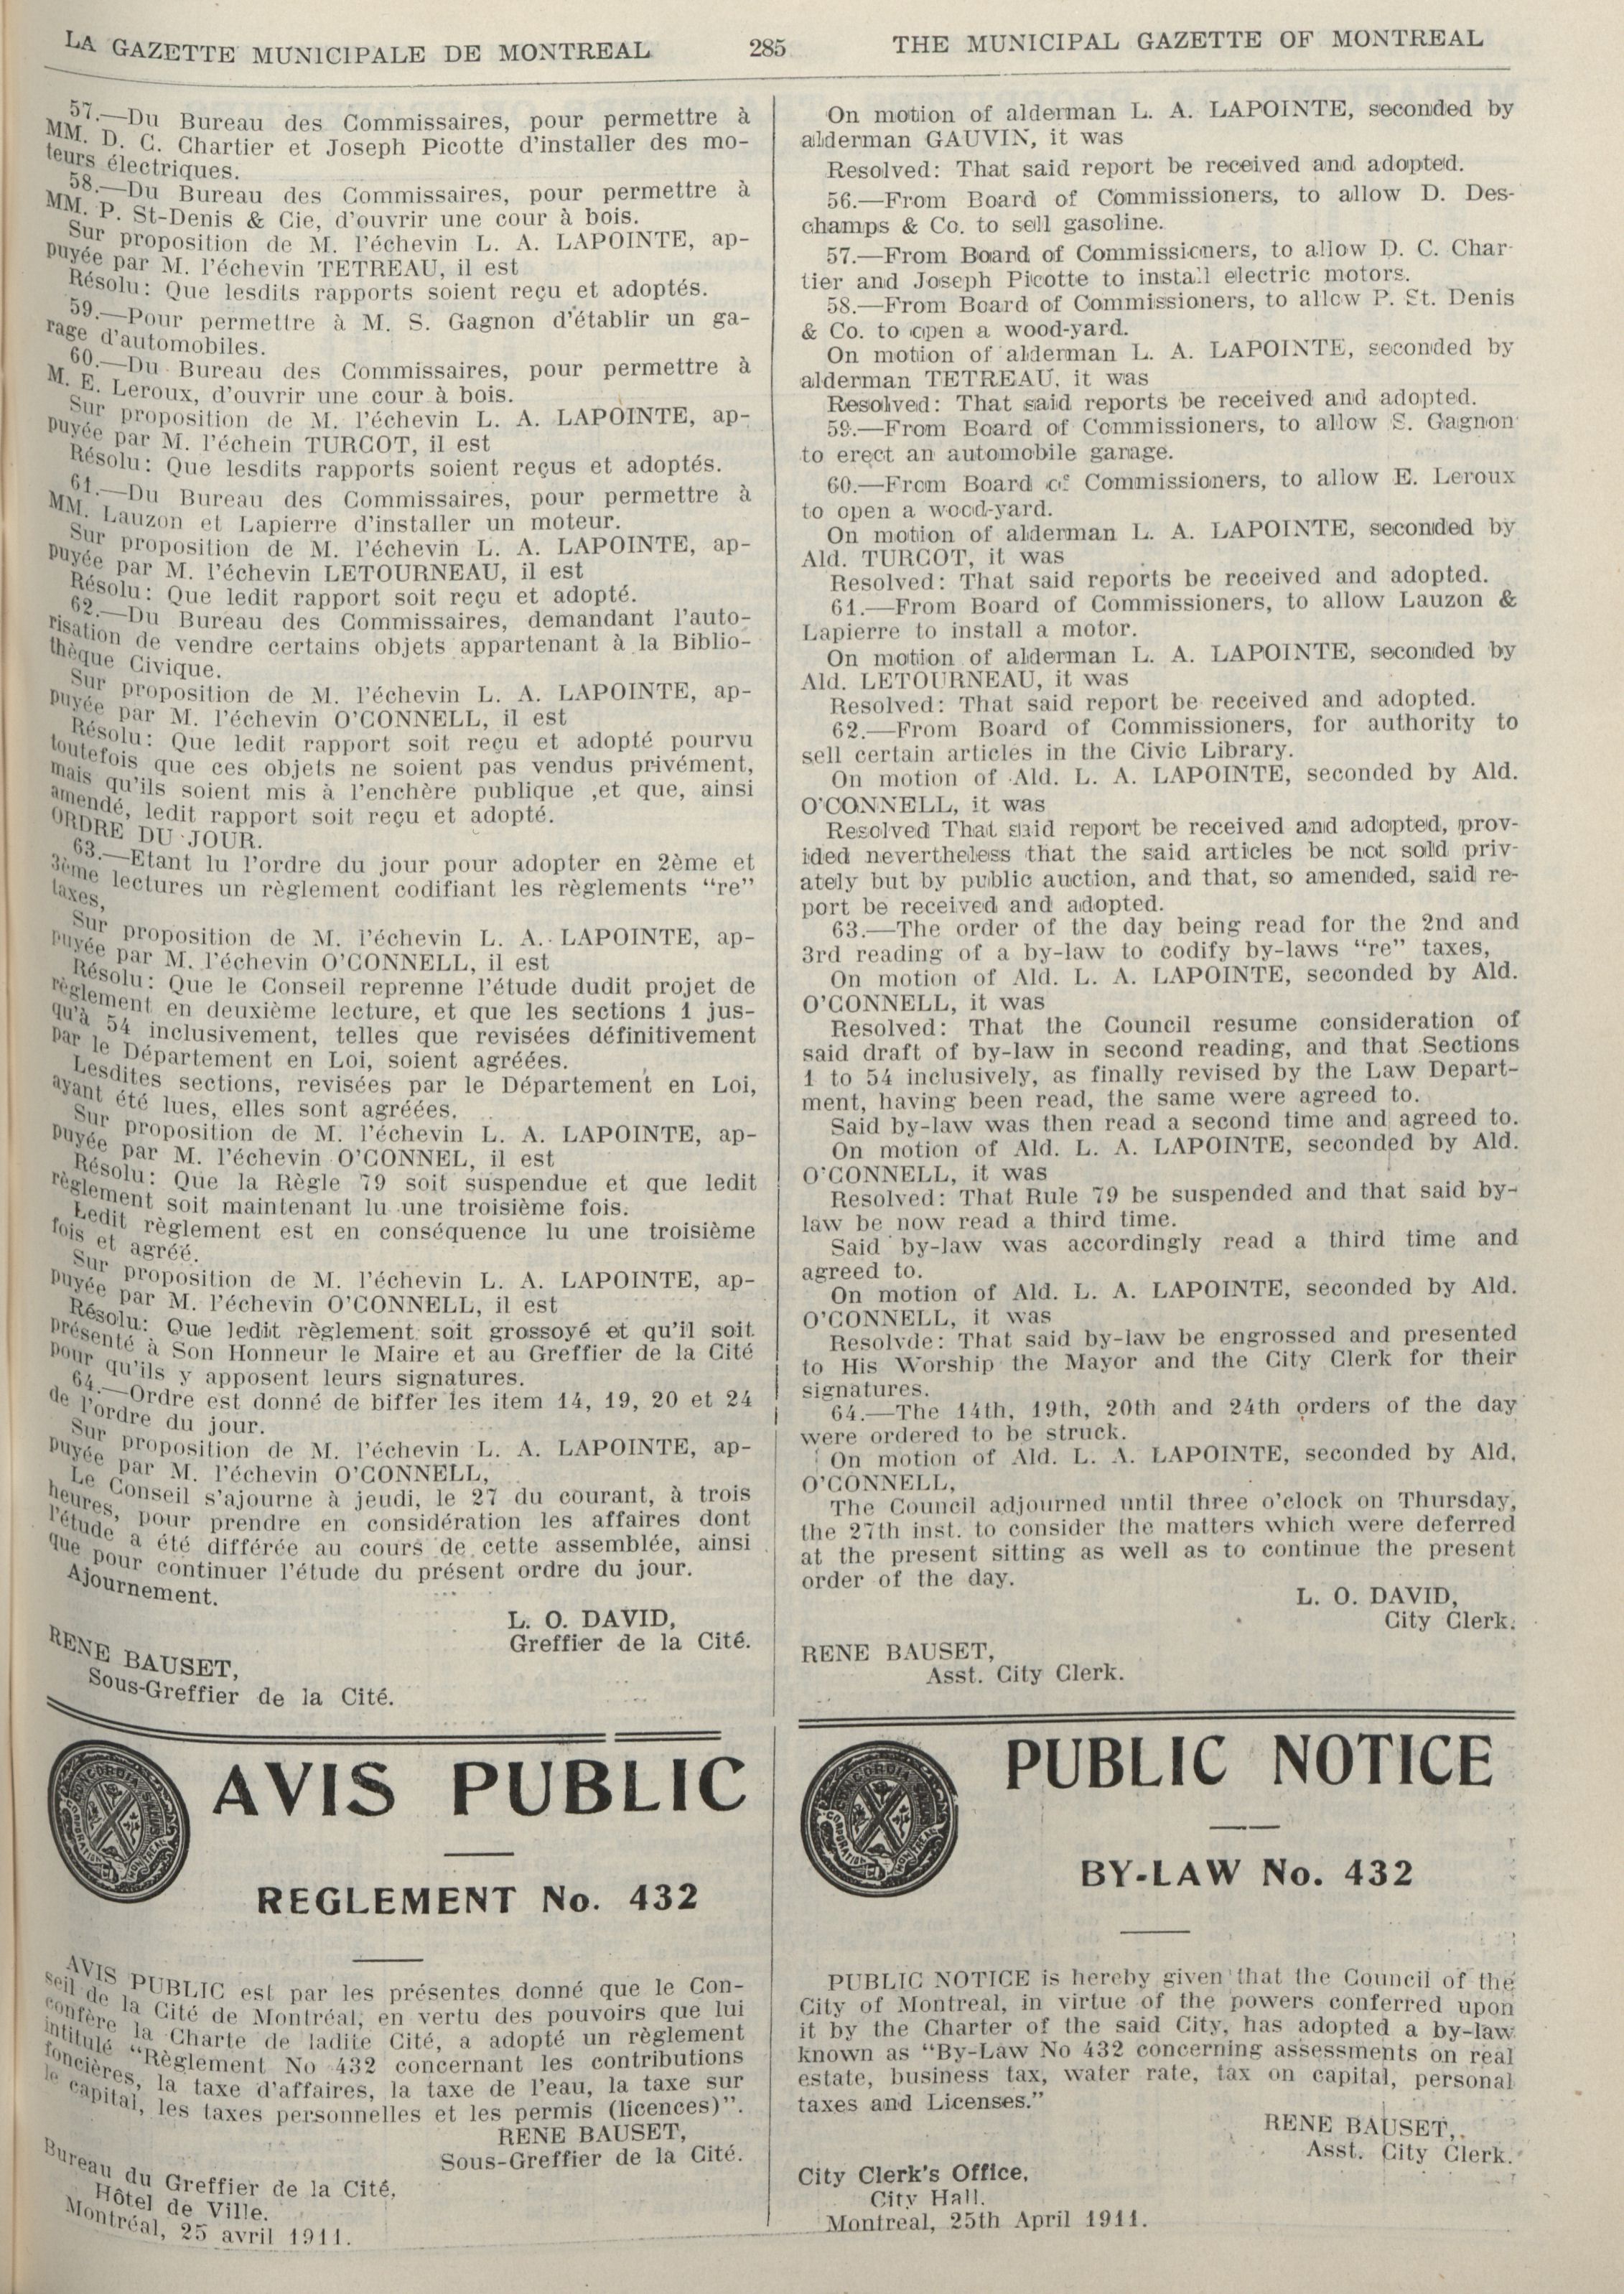 LA GAZETTE MUNICIPALE DE MONTREAL
285
THE MUNICIPAL GAZETTE OF MONTREAL
57.—Du Bureau des Commissaires, pour permettre à
MM. D. C. Chartier et Joseph Picotte d'installer des mo-
teurs électriques.
58.—Du Bureau des Commissaires, pour permettre à
MM. P. St-Denis & Cie, d'ouvrir une cour à bois.
Sur proposition de M. l'échevin L. A. LAPOINTE, ap-
puyée par M. l'échevin TETREAU, il est
Résolu: Que lesdits rapports soient reçu et adoptés.
59.—Pour permettre à M. S. Gagnon d'établir un ga-
rage d'automobiles.
60.—Du Bureau des Commissaires, pour permettre à
M. E. Leroux, d'ouvrir une cour à bois.
Sur proposition de M. l'échevin L. A. LAPOINTE, ap-
puyée par M. l'échein TURCOT, il est
Résolu: Que lesdits rapports soient reçus et adoptés.
61.—Du Bureau des Commissaires, pour permettre à
MM. Lauzon et Lapierre d'installer un moteur.
Sur proposition de M. l'échevin L. A. LAPOINTE, ap-
puyée par M. l'échevin LETOURNEAU, il est
Résolu: Que ledit rapport soit reçu et adopté.
62.—Du Bureau des Commissaires, demandant l'auto-
risation de vendre certains objets appartenant à la Biblio-
thèque Civique.
Sur proposition de M. l'échevin L. A. LAPOINTE, ap-
puyée par M. l'échevin O'CONNELL, il est
Résolu: Que ledit rapport soit reçu et adopté pourvu
toutefois que ces objets ne soient pas vendus privément,
mais qu'ils soient mis à l'enchère publique ,et que, ainsi
amendé, ledit rapport soit reçu et adopté.
ORDRE DU JOUR.
63.—Etant lu l'ordre du jour pour adopter en 2ème et
3ème lectures un règlement codifiant les règlements "re"
taxes,
Sur proposition de M. l'échevin L. A. LAPOINTE, ap-
puyée par M. l'échevin O'CONNELL, il est
Résolu: Que le Conseil reprenne l'étude dudit projet de
règlement en deuxième lecture, et que les sections 1 jus-
qu'à 54 inclusivement, telles que revisées définitivement
par le Département en Loi, soient agréées.
Lesdites sections, revisées par le Département en Loi,
ayant été lues, elles sont agréées.
Sur proposition de M. l'échevin L. A. LAPOINTE, ap-
puyée par M. l'échevin O'CONNEL, il est
Résolu: Que la Règle 79 soit suspendue et que ledit
règlement soit maintenant lu une troisième fois.
Ledit règlement est en conséquence lu une troisième
fois et agréé.
Sur proposition de M. l'échevin L. A. LAPOINTE, ap-
puyée par M. l'échevin O'CONNELL, il est
Résolu: Que ledit règlement soit grossoyé et qu'il soit
présenté à Son Honneur le Maire et au Greffier de la Cité
pour qu'ils y apposent leurs signatures.
64.—Ordre est donné de biffer les item 14, 19, 20 et 24
de l'ordre du jour.
Sur proposition de M. l'échevin L. A. LAPOINTE, ap-
puyée par M. l'échevin O'CONNELL,
Le Conseil s'ajourne à jeudi, le 27 du courant, à trois
heures, pour prendre en considération les affaires dont
l'étude a été différée au cours de cette assemblée, ainsi
que pour continuer l'étude du présent ordre du jour.
Ajournement.
L. O. DAVID,
Greffier de la Cité.
RENE BAUSET,
Sous-Greffier de la Cité.
AVIS PUBLIC
REGLEMENT No. 432
AVIS PUBLIC est par les présentes donné que le Con-
seil de la Cité de Montréal, en vertu des pouvoirs que lui
confère la Charte de ladite Cité, a adopté un règlement
intitulé "Règlement No 432 concernant les contributions
foncières, la taxe d'affaires, la taxe de l'eau, la taxe sur
le capital, les taxes personnelles et les permis (licences)".
RENE BAUSET,
Sous-Greffier de la Cité.
Bureau du Greffier de la Cité,
Hôtel de Ville.
Montréal, 25 avril 1911.
On motion of alderman L. A. LAPOINTE, seconded by
alderman GAUVIN, it was
Resolved: That said report be received and adopted.
56.—From Board of Commissioners, to allow D. Des-
champs & Co. to sell gasoline.
57.—From Board of Commissioners, to allow D. C. Char-
tier and Joseph Picotte to install electric motors.
58.—From Board of Commissioners, to allow P. St. Denis
& Co. to open a wood-yard.
On motion of alderman L. A. LAPOINTE, seconded by
alderman TETREAU, it was
Resolved: That said reports be received and adopted.
59.—From Board of Commissioners, to allow S. Gagnon
to erect an automobile garage.
60.—From Board of Commissioners, to allow E. Leroux
to open a wood-yard.
On motion of alderman L. A. LAPOINTE, seconded by
Ald. TURCOT, it was
Resolved: That said reports be received and adopted.
61.—From Board of Commissioners, to allow Lauzon &
Lapierre to install a motor.
On motion of alderman L. A. LAPOINTE, seconded by
Ald. LETOURNEAU, it was
Resolved: That said report be received and adopted.
62.—From Board of Commissioners, for authority to
sell certain articles in the Civic Library.
On motion of Ald. L. A. LAPOINTE, seconded by Ald.
O'CONNELL, it was
Resolved That said report be received and adopted, prov-
ided nevertheless that the said articles be not sold priv-
ately but by public auction, and that, so amended, said re-
port be received and adopted.
63.—The order of the day being read for the 2nd and
3rd reading of a by-law to codify by-laws "re" taxes,
On motion of Ald. L. A. LAPOINTE, seconded by Ald.
O'CONNELL, it was
Resolved: That the Council resume consideration of
said draft of by-law in second reading, and that Sections
1 to 54 inclusively, as finally revised by the Law Depart-
ment, having been read, the same were agreed to.
Said by-law was then read a second time and agreed to.
On motion of Ald. L. A. LAPOINTE, seconded by Ald.
O'CONNELL, it was
Resolved: That Rule 79 be suspended and that said by-
law be now read a third time.
Said by-law was accordingly read a third time and
agreed to.
On motion of Ald. L. A. LAPOINTE, seconded by Ald.
O'CONNELL, it was
Resolvde: That said by-law be engrossed and presented
to His Worship the Mayor and the City Clerk for their
signatures.
64.—The 14th, 19th, 20th and 24th orders of the day
were ordered to be struck.
On motion of Ald. L. A. LAPOINTE, seconded by Ald,
O'CONNELL,
The Council adjourned until three o'clock on Thursday,
the 27th inst. to consider the matters which were deferred
at the present sitting as well as to continue the present
order of the day.
L. O. DAVID,
City Clerk.
RENE BAUSET,
Asst. City Clerk.
PUBLIC NOTICE
BY-LAW No. 432
PUBLIC NOTICE is hereby given that the Council of the
City of Montreal, in virtue of the powers conferred upon
it by the Charter of the said City, has adopted a by-law
known as "By-Law No 432 concerning assessments on real
estate, business tax, water rate, tax on capital, personal
taxes and Licenses."
RENE BAUSET,
Asst. City Clerk.
City Clerk's Office,
City Hall.
Montreal, 25th April 1911.